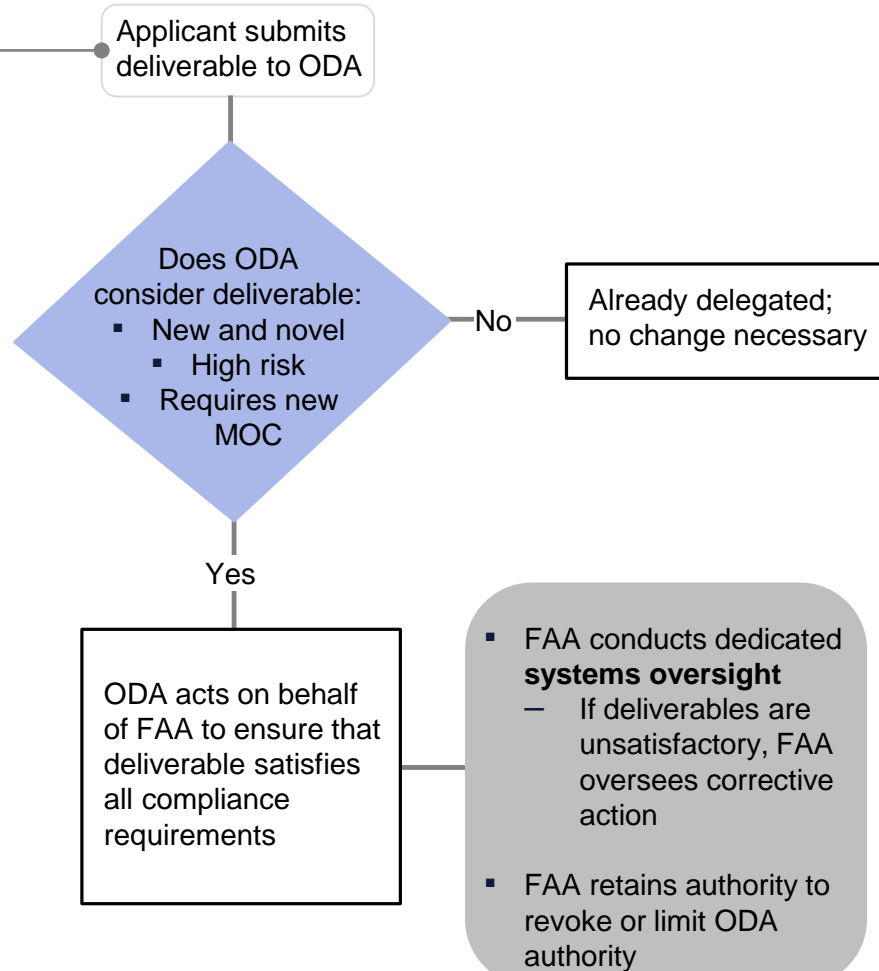 Applicant submits
deliverable to ODA
Does ODA
consider deliverable:
▪ New and novel
▪ High risk
▪ Requires new
MOC
No
Already delegated;
no change necessary
Yes
ODA acts on behalf
of FAA to ensure that
deliverable satisfies
all compliance
requirements
▪ FAA conducts dedicated
systems oversight
– If deliverables are
unsatisfactory, FAA
oversees corrective
action
▪ FAA retains authority to
revoke or limit ODA
authority